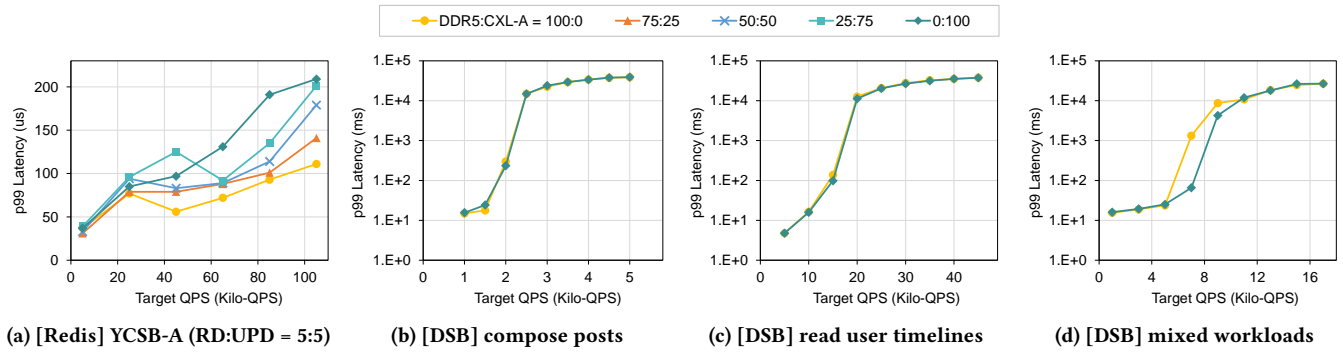 DDR5:CXL-A = 100:0 75:25 50:50 25:75 0:100
p99 Latency (us)
200
150
100
50
0
0 20 40 60 80 100
Target QPS (Kilo-QPS)
(a) [Redis] YCSB-A (RD:UPD = 5:5)
p99 Latency (ms)
1.E+5
1.E+4
1.E+3
1.E+2
1.E+1
1.E+0
0 1 2 3 4 5
Target QPS (Kilo-QPS)
(b) [DSB] compose posts
p99 Latency (ms)
1.E+5
1.E+4
1.E+3
1.E+2
1.E+1
1.E+0
0 10 20 30 40
Target QPS (Kilo-QPS)
(c) [DSB] read user timelines
p99 Latency (ms)
1.E+5
1.E+4
1.E+3
1.E+2
1.E+1
1.E+0
0 4 8 12 16
Target QPS (Kilo-QPS)
(d) [DSB] mixed workloads